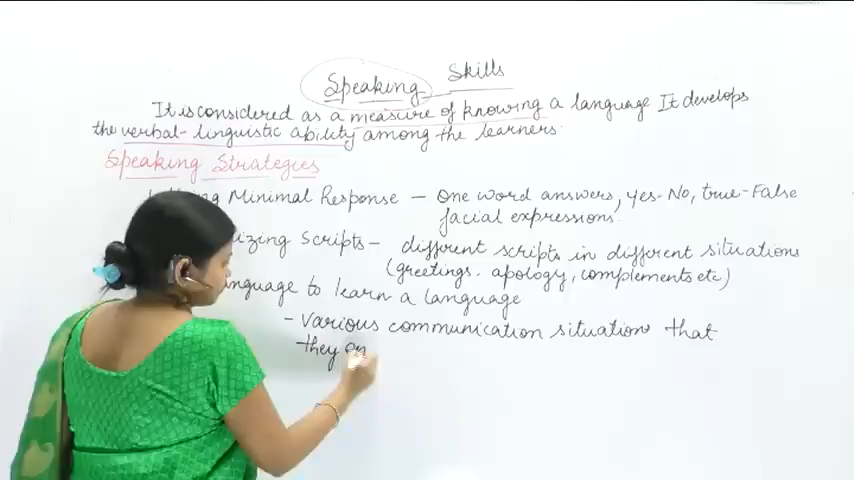 Speaking Skills
It is considered as a measure of knowing a language It develops
the verbal-linguistic ability among the learners.
Speaking Strategies
Minimal Response - One word answers, yes-No, true-False
facial expressions.
Scripts - different scripts in different situations
(greetings. apology, complements etc)
to learn a language
- Various communication situations that
they